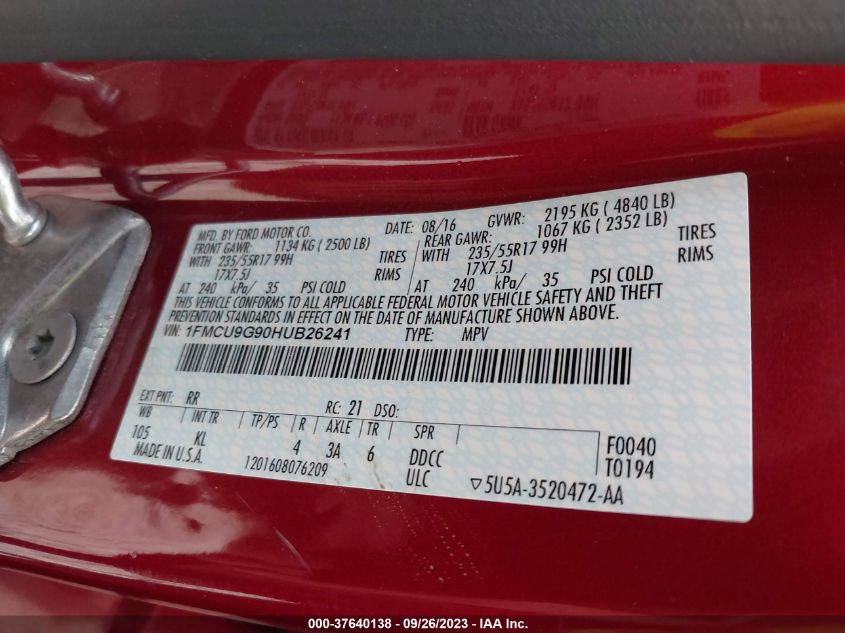 MFD. BY FORD MOTOR CO. DATE: 08/16 GVWR: 2195 KG ( 4840 LB)
FRONT GAWR: 1134 KG ( 2500 LB) REAR GAWR: 1067 KG ( 2352 LB)
WITH 235/55R17 99H TIRES WITH 235/55R17 99H TIRES
17X7.5J RIMS 17X7.5J RIMS
AT 240 kPa/ 35 PSI COLD AT 240 kPa/ 35 PSI COLD
THIS VEHICLE CONFORMS TO ALL APPLICABLE FEDERAL MOTOR VEHICLE SAFETY AND THEFT
PREVENTION STANDARDS IN EFFECT ON THE DATE OF MANUFACTURE SHOWN ABOVE.
VIN: 1FMCU9G90HUB26241 TYPE: MPV
EXT PNT: RR RC: 21 DSO:
WB INT TR TP/PS R AXLE TR SPR
105 KL 4 3A 6 DDCC F0040
MADE IN U.S.A. 1201608076209 ULC T0194
▽5U5A-3520472-AA
000-37640138 - 09/26/2023 - IAA Inc.